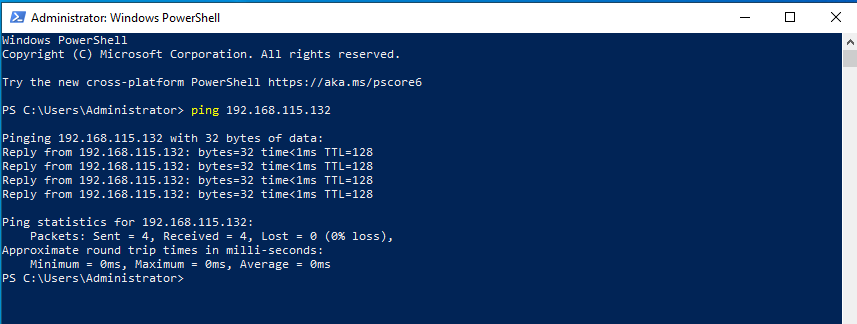 Administrator: Windows PowerShell
Windows PowerShell
Copyright (C) Microsoft Corporation. All rights reserved.
Try the new cross-platform PowerShell https://aka.ms/pscore6
PS C:\Users\Administrator> ping 192.168.115.132
Pinging 192.168.115.132 with 32 bytes of data:
Reply from 192.168.115.132: bytes=32 time<1ms TTL=128
Reply from 192.168.115.132: bytes=32 time<1ms TTL=128
Reply from 192.168.115.132: bytes=32 time<1ms TTL=128
Reply from 192.168.115.132: bytes=32 time<1ms TTL=128
Ping statistics for 192.168.115.132:
    Packets: Sent = 4, Received = 4, Lost = 0 (0% loss),
Approximate round trip times in milli-seconds:
    Minimum = 0ms, Maximum = 0ms, Average = 0ms
PS C:\Users\Administrator>